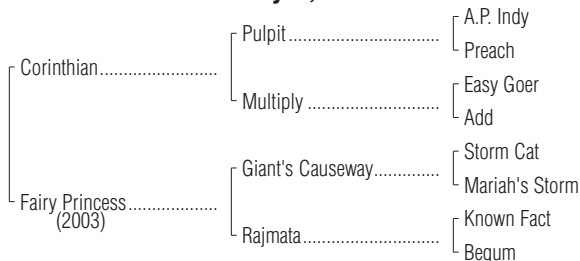 A.P. Indy
Pulpit
Preach
Corinthian
Easy Goer
Multiply
Add
Storm Cat
Giant's Causeway
Mariah's Storm
Fairy Princess
(2003)
Known Fact
Rajmata
Begum